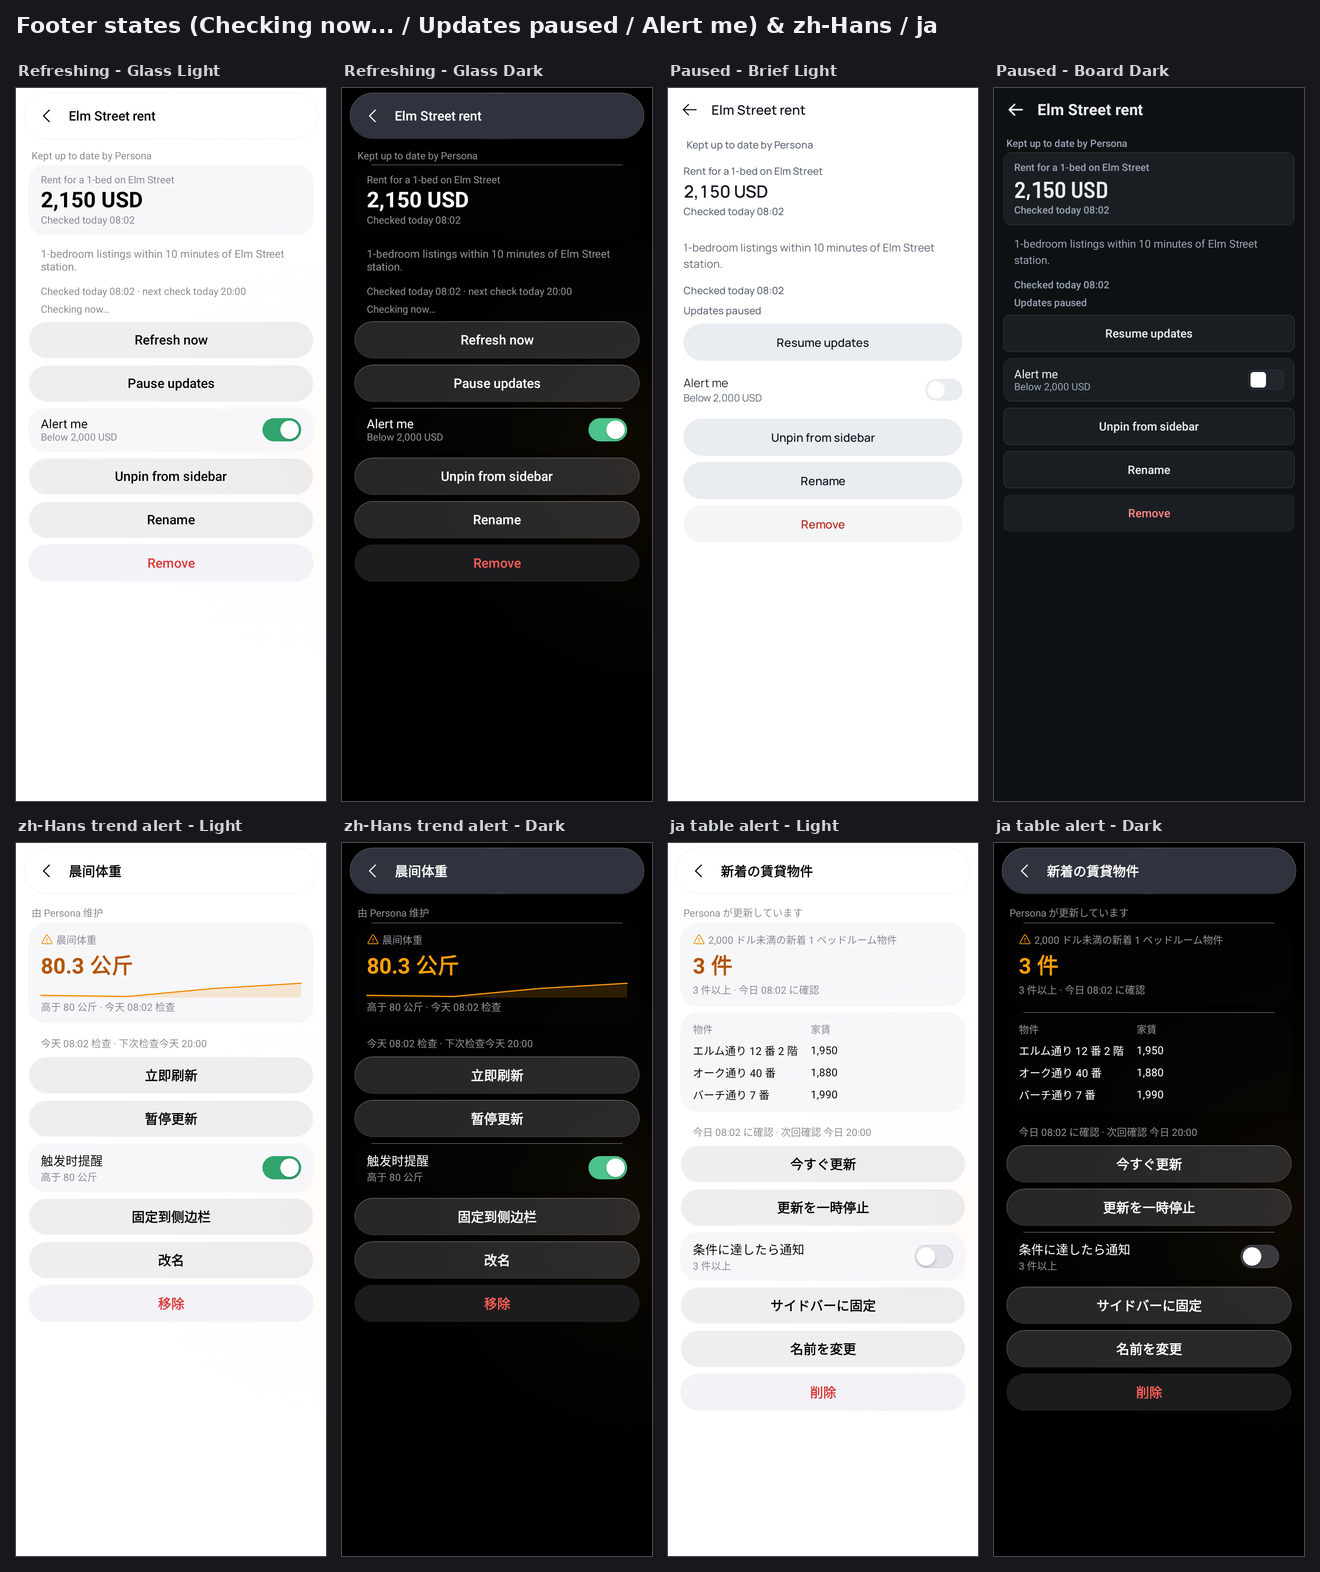 Footer states (Checking now... / Updates paused / Alert me) & zh-Hans / ja
Refreshing - Glass Light
Elm Street rent
Kept up to date by Persona
Rent for a 1-bed on Elm Street
2,150 USD
Checked today 08:02
1-bedroom listings within 10 minutes of Elm Street
station.
Checked today 08:02 · next check today 20:00
Checking now…
Refresh now
Pause updates
Alert me
Below 2,000 USD
Unpin from sidebar
Rename
Remove
Refreshing - Glass Dark
Elm Street rent
Kept up to date by Persona
Rent for a 1-bed on Elm Street
2,150 USD
Checked today 08:02
1-bedroom listings within 10 minutes of Elm Street
station.
Checked today 08:02 · next check today 20:00
Checking now…
Refresh now
Pause updates
Alert me
Below 2,000 USD
Unpin from sidebar
Rename
Remove
Paused - Brief Light
Elm Street rent
Kept up to date by Persona
Rent for a 1-bed on Elm Street
2,150 USD
Checked today 08:02
1-bedroom listings within 10 minutes of Elm Street
station.
Checked today 08:02
Updates paused
Resume updates
Alert me
Below 2,000 USD
Unpin from sidebar
Rename
Remove
Paused - Board Dark
Elm Street rent
Kept up to date by Persona
Rent for a 1-bed on Elm Street
2,150 USD
Checked today 08:02
1-bedroom listings within 10 minutes of Elm Street
station.
Checked today 08:02
Updates paused
Resume updates
Alert me
Below 2,000 USD
Unpin from sidebar
Rename
Remove
zh-Hans trend alert - Light
晨间体重
由 Persona 维护
晨间体重
80.3 公斤
高于 80 公斤 · 今天 08:02 检查
今天 08:02 检查 · 下次检查今天 20:00
立即刷新
暂停更新
触发时提醒
高于 80 公斤
固定到侧边栏
改名
移除
zh-Hans trend alert - Dark
晨间体重
由 Persona 维护
晨间体重
80.3 公斤
高于 80 公斤 · 今天 08:02 检查
今天 08:02 检查 · 下次检查今天 20:00
立即刷新
暂停更新
触发时提醒
高于 80 公斤
固定到侧边栏
改名
移除
ja table alert - Light
新着の賃貸物件
Persona が更新しています
2,000 ドル未満の新着 1 ベッドルーム物件
3 件
3 件以上 · 今日 08:02 に確認
物件 家賃
エルム通り 12 番 2 階 1,950
オーク通り 40 番 1,880
バーチ通り 7 番 1,990
今日 08:02 に確認 · 次回確認 今日 20:00
今すぐ更新
更新を一時停止
条件に達したら通知
3 件以上
サイドバーに固定
名前を変更
削除
ja table alert - Dark
新着の賃貸物件
Persona が更新しています
2,000 ドル未満の新着 1 ベッドルーム物件
3 件
3 件以上 · 今日 08:02 に確認
物件 家賃
エルム通り 12 番 2 階 1,950
オーク通り 40 番 1,880
バーチ通り 7 番 1,990
今日 08:02 に確認 · 次回確認 今日 20:00
今すぐ更新
更新を一時停止
条件に達したら通知
3 件以上
サイドバーに固定
名前を変更
削除